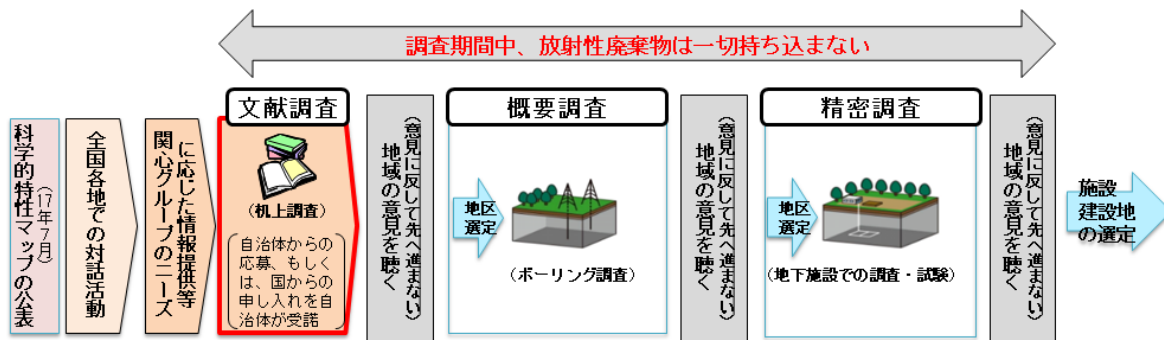 調査期間中、放射性廃棄物は一切持ち込まない
科学的特性マップの公表
(17年7月)
全国各地での対話活動
関心グループのニーズ
に応じた情報提供等
文献調査
(机上調査)
自治体からの
応募、もしく
は、国からの
申し入れを自
治体が受諾
地域の意見を聴く
(意見に反して先へ進まない)
概要調査
地区
選定
(ボーリング調査)
地域の意見を聴く
(意見に反して先へ進まない)
精密調査
地区
選定
(地下施設での調査・試験)
地域の意見を聴く
(意見に反して先へ進まない)
施設
建設地
の選定